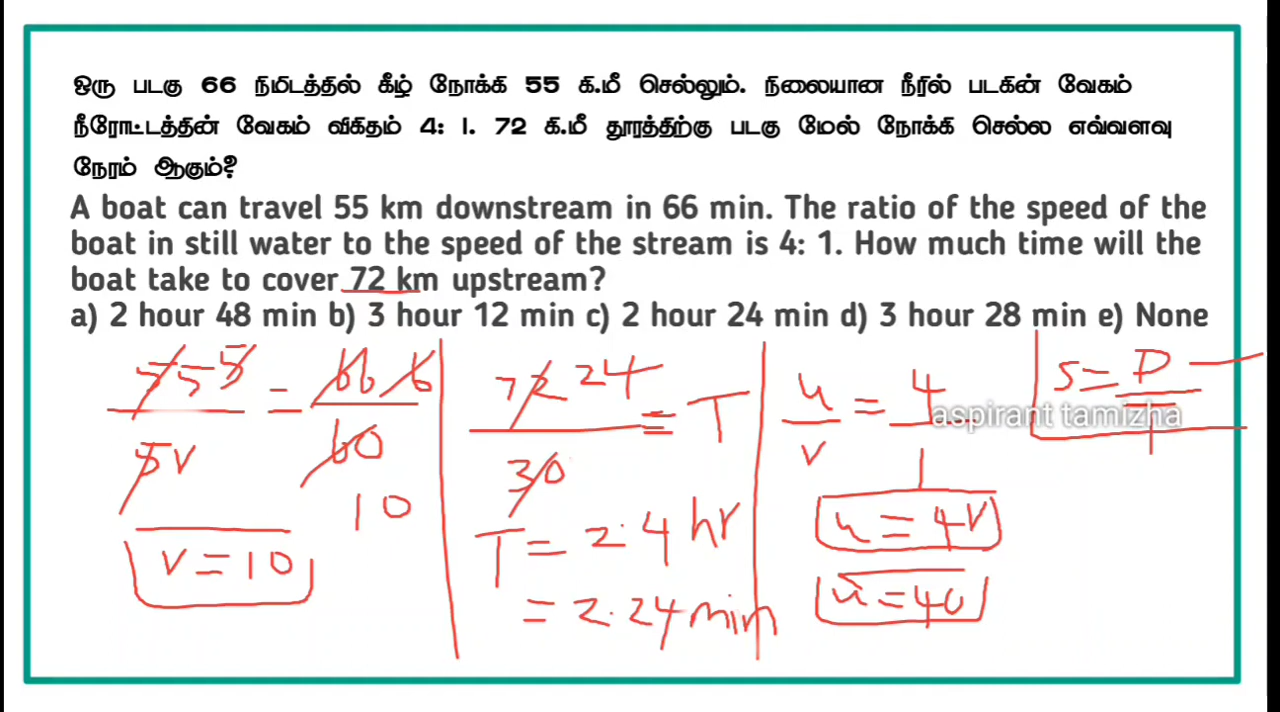 ஒரு படகு 66 நிமிடத்தில் கீழ் நோக்கி 55 கி.மீ செல்லும். நிலையான நீரில் படகின் வேகம்
நீரோட்டத்தின் வேகம் விகிதம் 4: 1. 72 கி.மீ தூரத்திற்கு படகு மேல் நோக்கி செல்ல எவ்வளவு
நேரம் ஆகும்?
A boat can travel 55 km downstream in 66 min. The ratio of the speed of the
boat in still water to the speed of the stream is 4: 1. How much time will the
boat take to cover 72 km upstream?
a) 2 hour 48 min b) 3 hour 12 min c) 2 hour 24 min d) 3 hour 28 min e) None
55 5 = 66 6
5v 60
10
v = 10
72 24 = T
30
T = 2.4 hr
= 2.24 min
u = 4
v 1
u = 4v
u = 40
S = D
T
aspirant tamizha